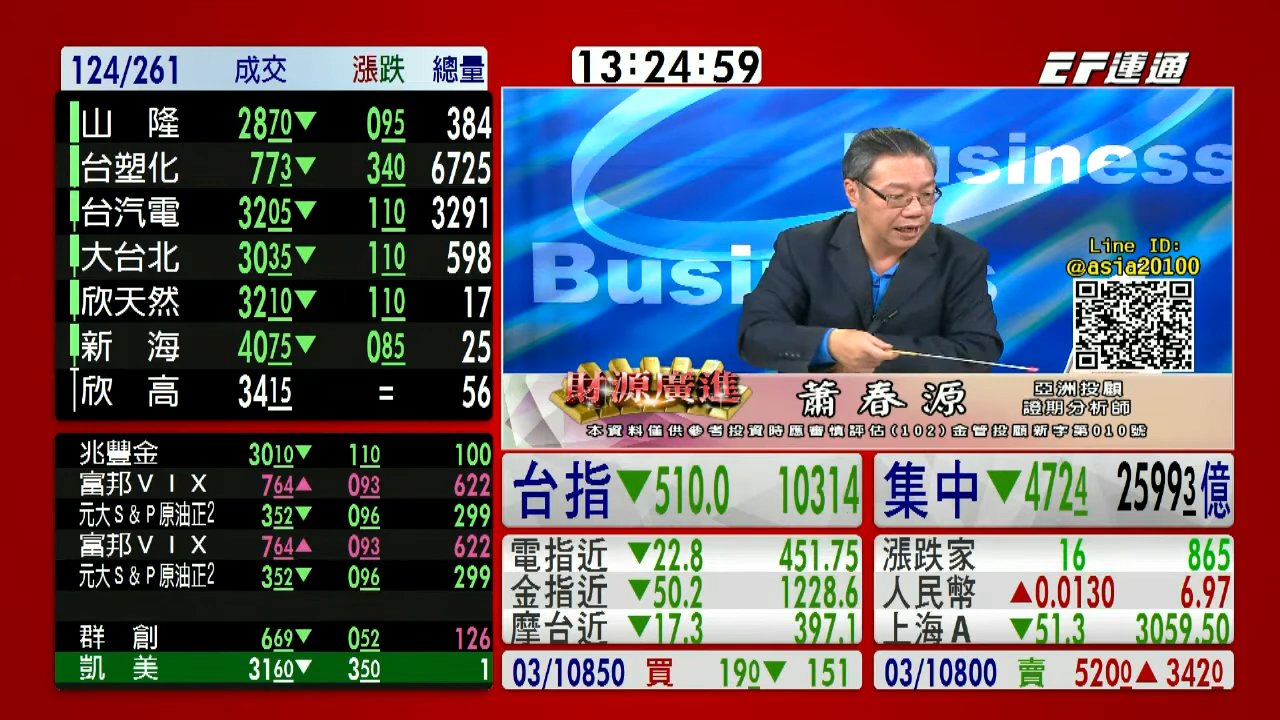 124/261 成交 漲跌 總量
13:24:59
EF運通
山隆 2870▼ 095 384
台塑化 773▼ 340 6725
台汽電 3205▼ 110 3291
大台北 3035▼ 110 598
欣天然 3210▼ 110 17
新海 4075▼ 085 25
欣高 3415 = 56
兆豐金 3010▼ 110 100
富邦VIX 764▲ 093 622
元大S&P原油正2 352▼ 096 299
富邦VIX 764▲ 093 622
元大S&P原油正2 352▼ 096 299
群創 669▼ 052 126
凱美 3160▼ 350 1
Business
Business
Line ID:
@asia20100
財源廣進
蕭春源
亞洲投顧
證期分析師
本資料僅供參考投資時應審慎評估(102)金管投顧新字第010號
台指▼510.0 10314
集中▼4724 25993億
電指近 ▼22.8 451.75
金指近 ▼50.2 1228.6
摩台近 ▼17.3 397.1
漲跌家 16 865
人民幣 ▲0.0130 6.97
上海A ▼51.3 3059.50
03/10850 買 190▼ 151
03/10800 賣 5200▲ 3420